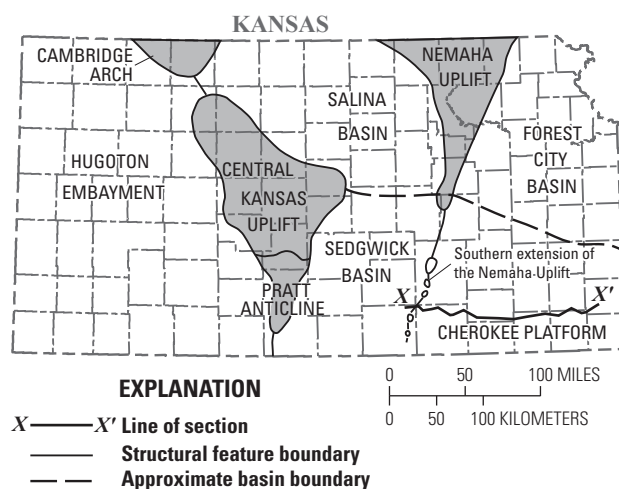 KANSAS
CAMBRIDGE
ARCH
NEMAHA
UPLIFT
SALINA
BASIN
FOREST
CITY
BASIN
HUGOTON
EMBAYMENT
CENTRAL
KANSAS
UPLIFT
SEDGWICK
BASIN
Southern extension of
the Nemaha Uplift
PRATT
ANTICLINE
X
X'
CHEROKEE PLATFORM
EXPLANATION
X X' Line of section
Structural feature boundary
Approximate basin boundary
0 50 100 MILES
0 50 100 KILOMETERS